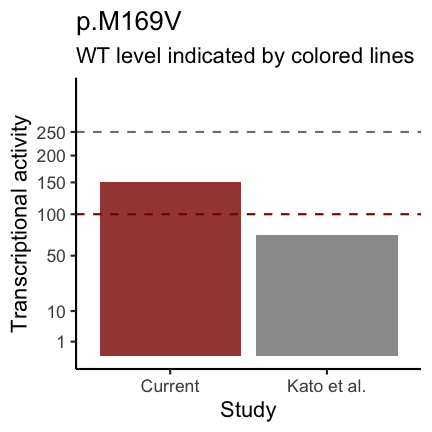 p.M169V
WT level indicated by colored lines
Transcriptional activity
250
200
150
100
50
10
1
Current
Kato et al.
Study